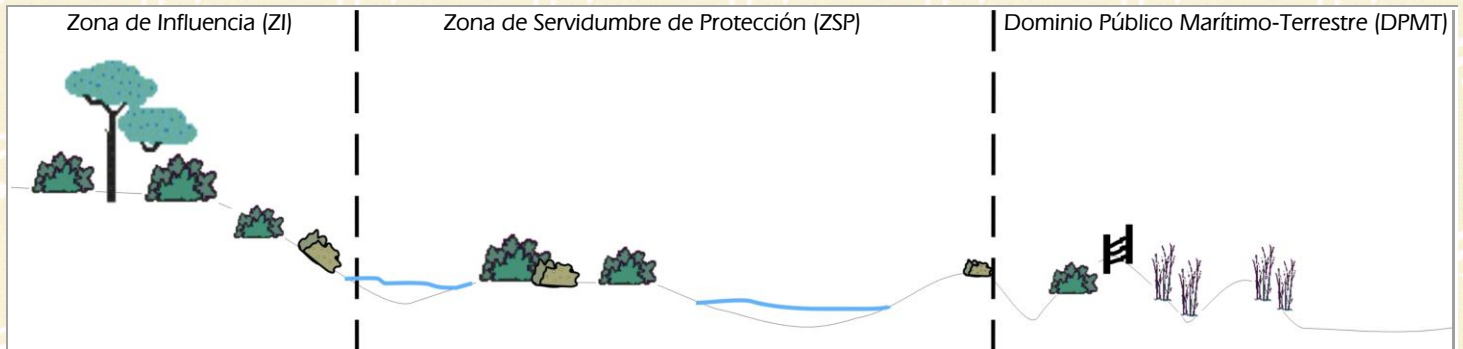 Zona de Influencia (ZI)
Zona de Servidumbre de Protección (ZSP)
Dominio Público Marítimo-Terrestre (DPMT)